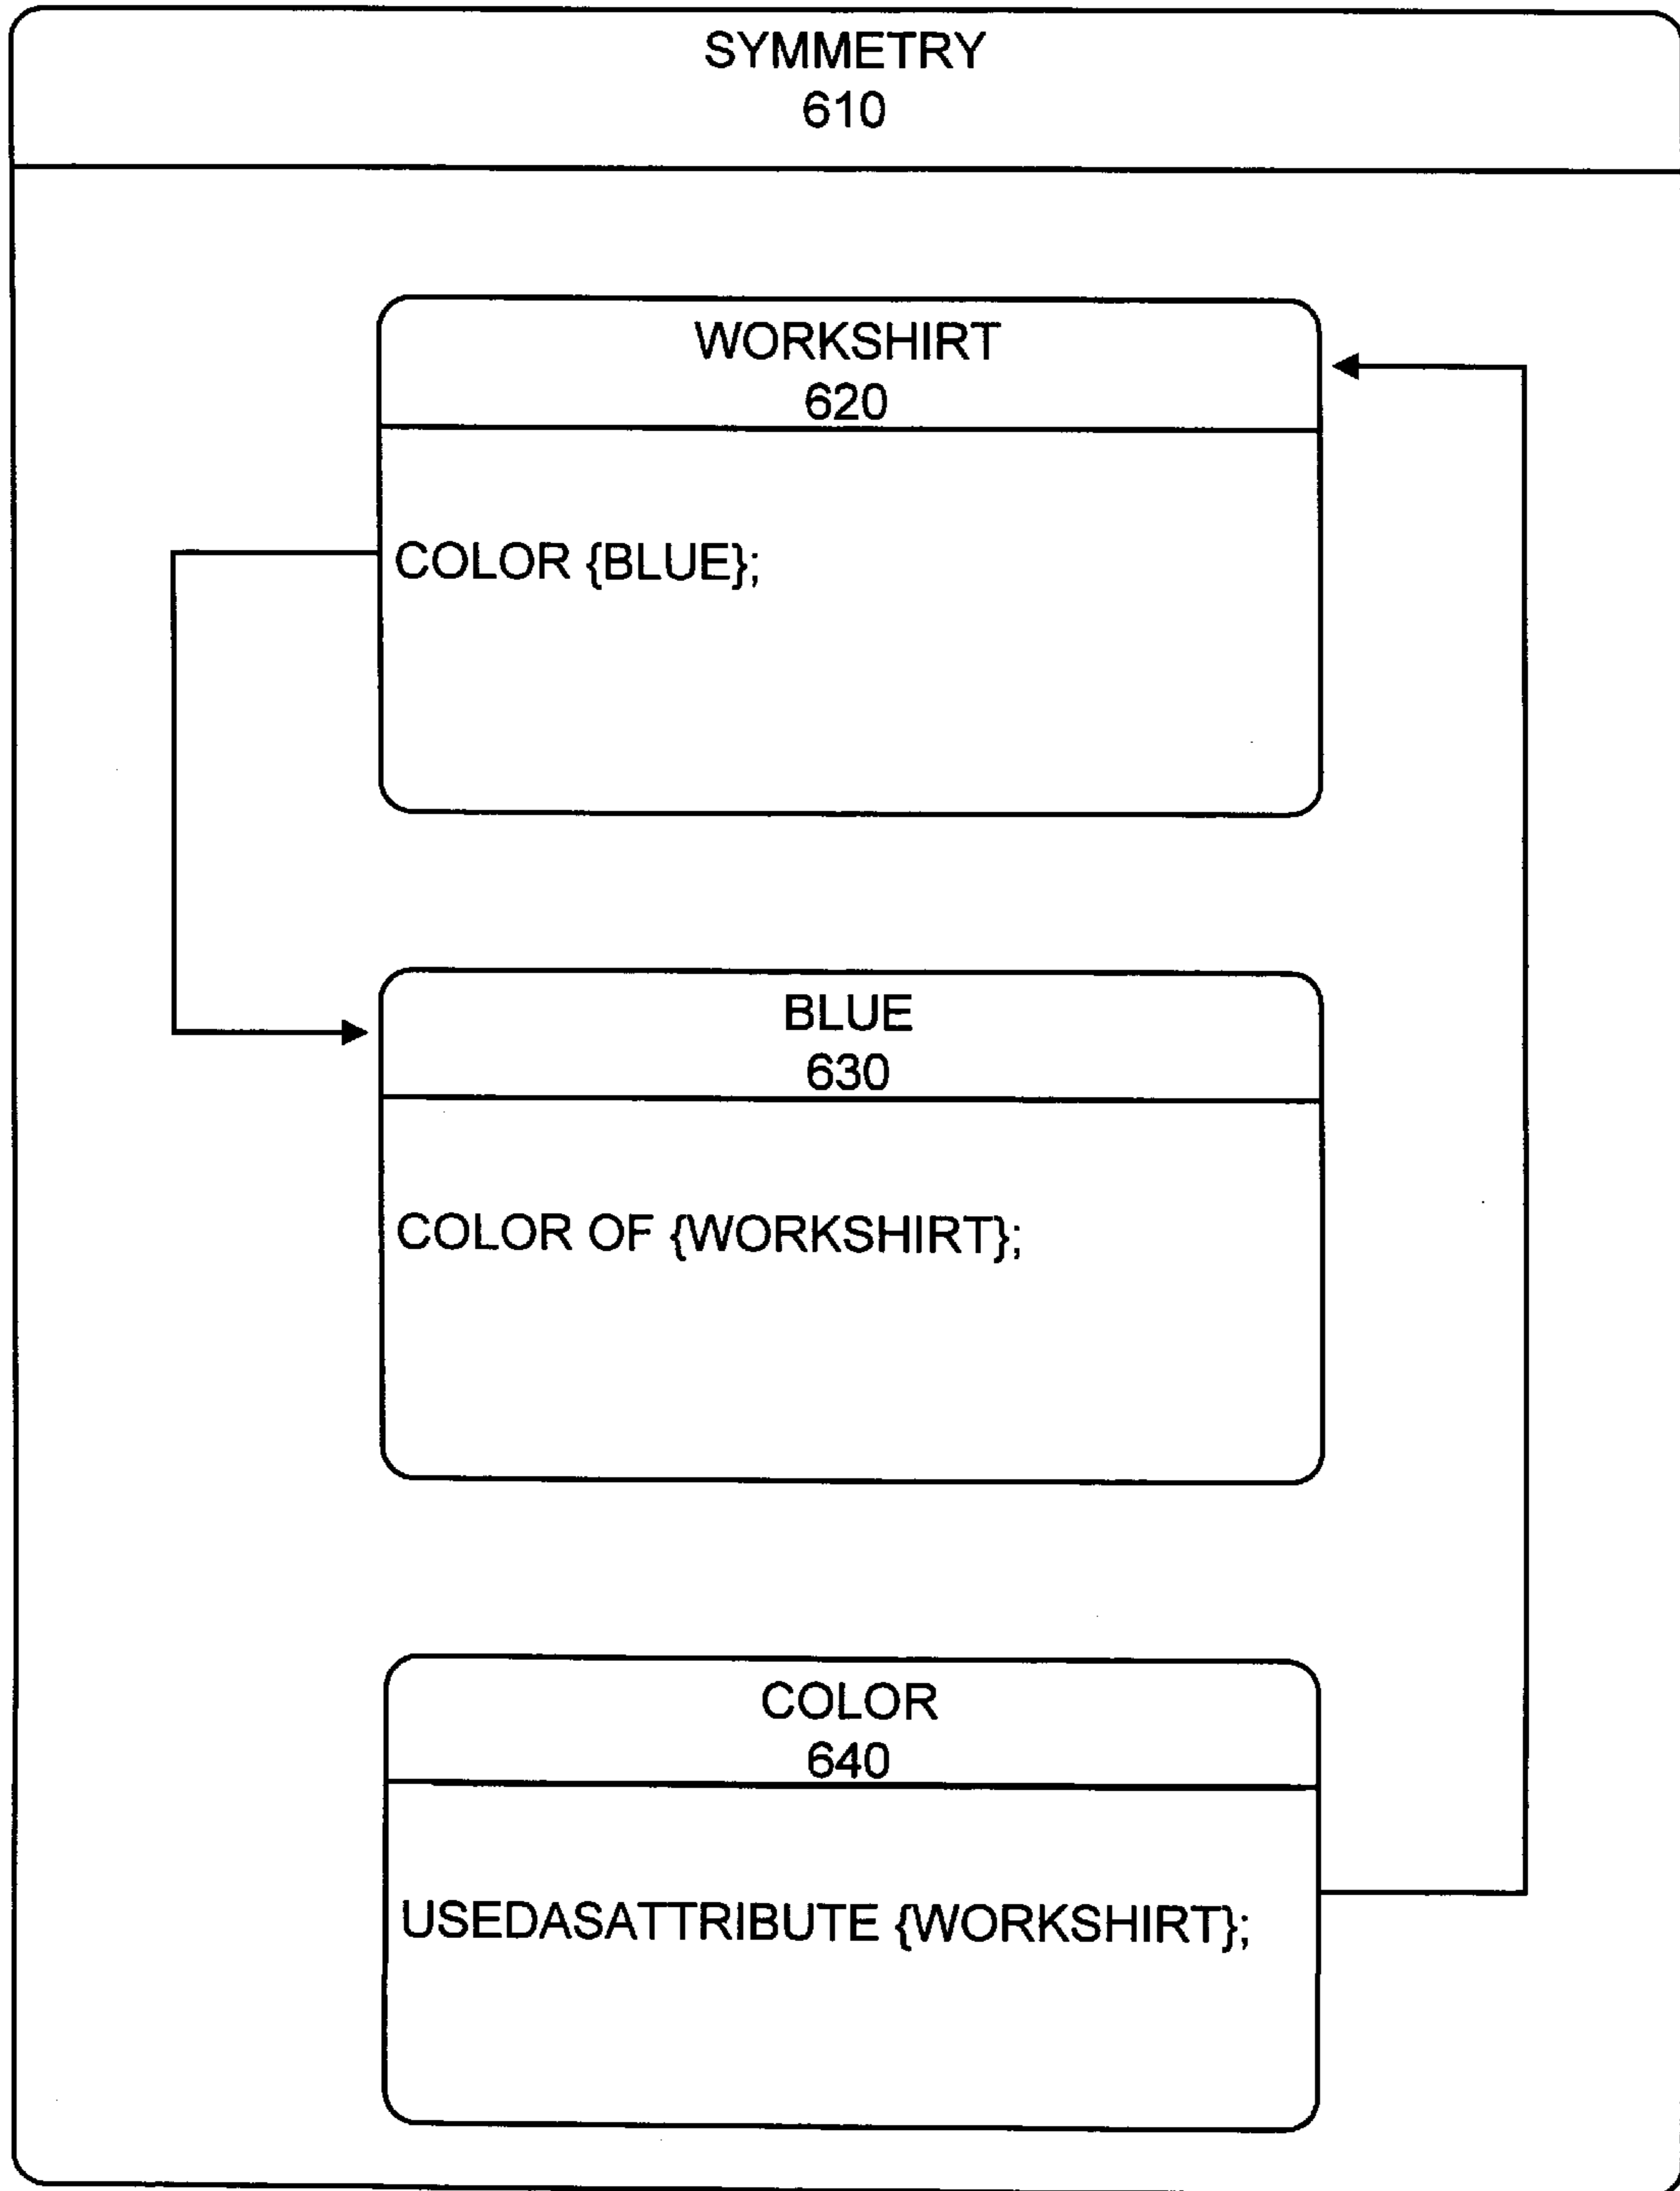 SYMMETRY
610
WORKSHIRT
620
COLOR {BLUE};
BLUE
630
COLOR OF {WORKSHIRT};
COLOR
640
USEDASATTRIBUTE {WORKSHIRT};